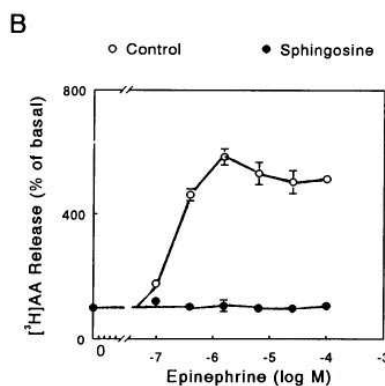 B
○ Control ● Sphingosine
[³H]AA Release (% of basal)
800
400
0
0 -7 -6 -5 -4
Epinephrine (log M)